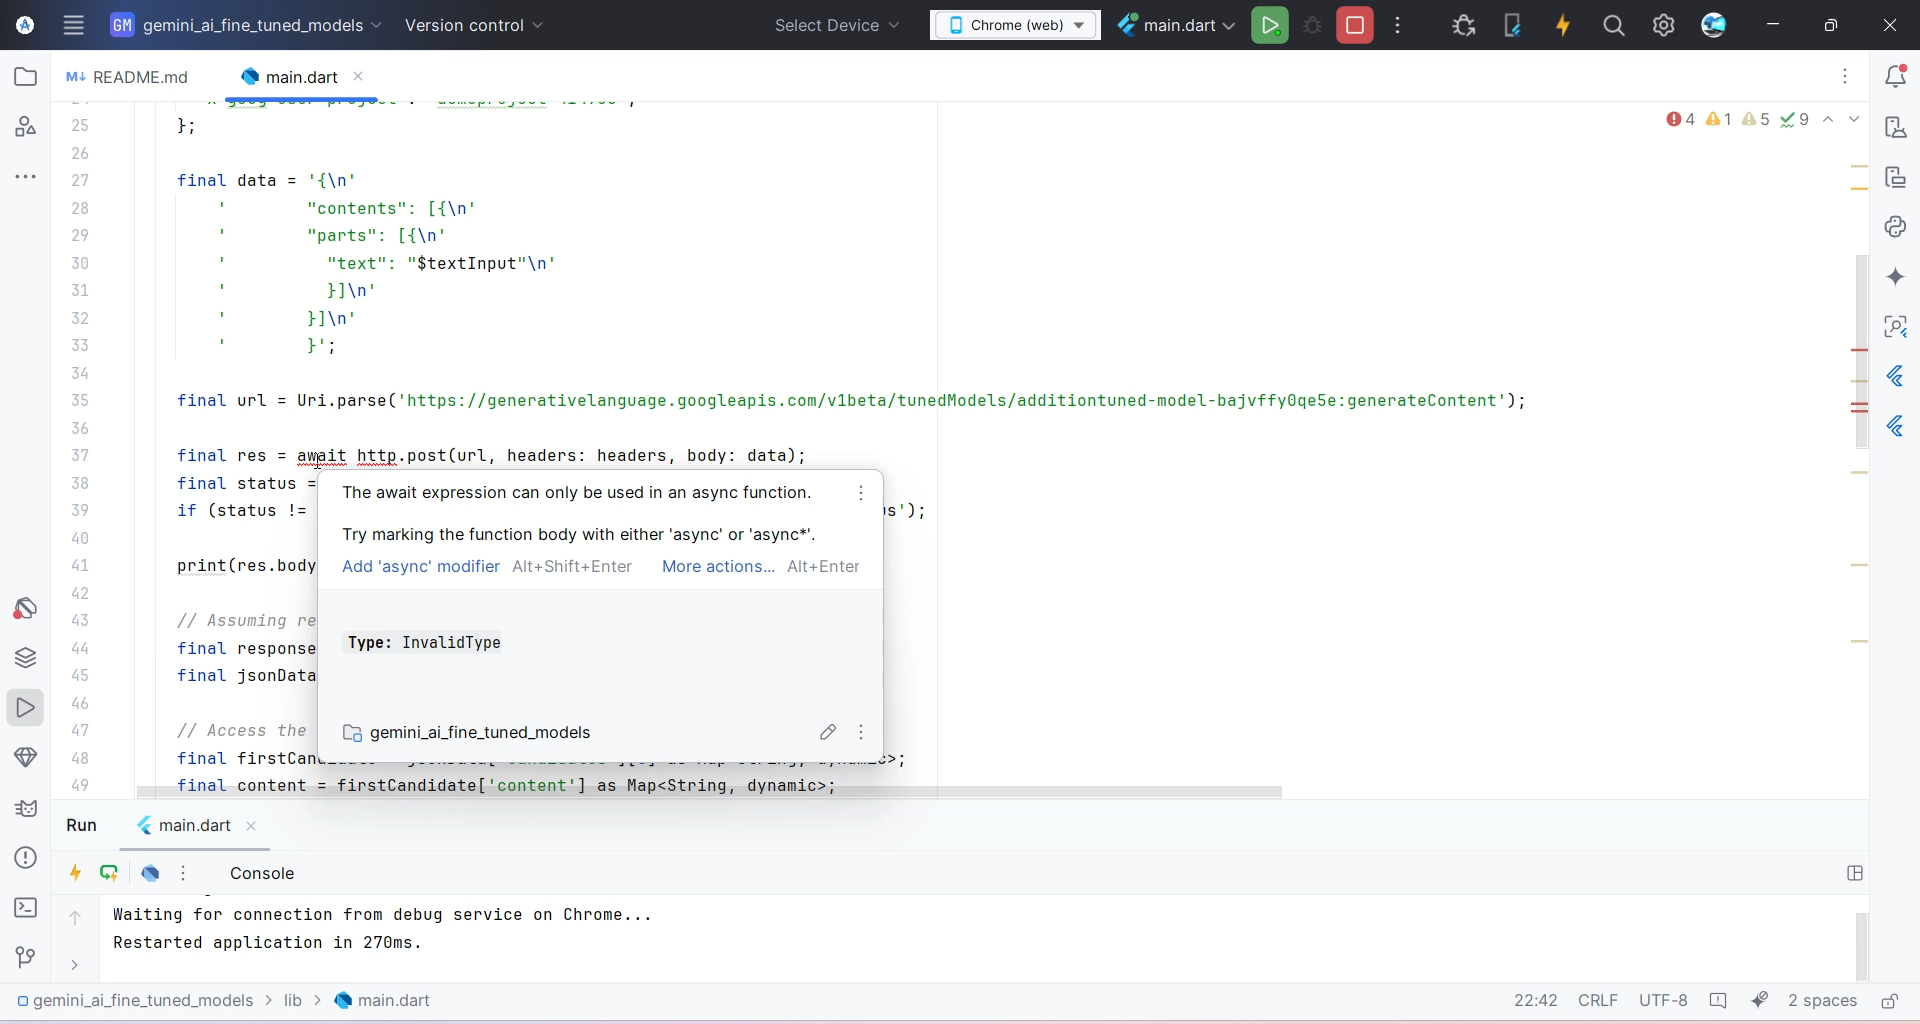 GM gemini_ai_fine_tuned_models Version control Select Device Chrome (web) main.dart
M↓ README.md main.dart
4 1 5 9
25 };
26
27 final data = '{\n'
28 ' "contents": [{\n'
29 ' "parts": [{\n'
30 ' "text": "$textInput"\n'
31 ' }]\n'
32 ' }]\n'
33 ' }';
34
35 final url = Uri.parse('https://generativelanguage.googleapis.com/v1beta/tunedModels/additiontuned-model-bajvffy0qe5e:generateContent');
36
37 final res = await http.post(url, headers: headers, body: data);
38 final status =
39 if (status != s');
40
41 print(res.body
42
43 // Assuming re
44 final response
45 final jsonData
46
47 // Access the
48 final firstCan
49 final content = firstCandidate['content'] as Map<String, dynamic>;
The await expression can only be used in an async function.
Try marking the function body with either 'async' or 'async*'.
Add 'async' modifier Alt+Shift+Enter More actions... Alt+Enter
Type: InvalidType
gemini_ai_fine_tuned_models
Run main.dart
Console
Waiting for connection from debug service on Chrome...
Restarted application in 270ms.
gemini_ai_fine_tuned_models > lib > main.dart 22:42 CRLF UTF-8 2 spaces